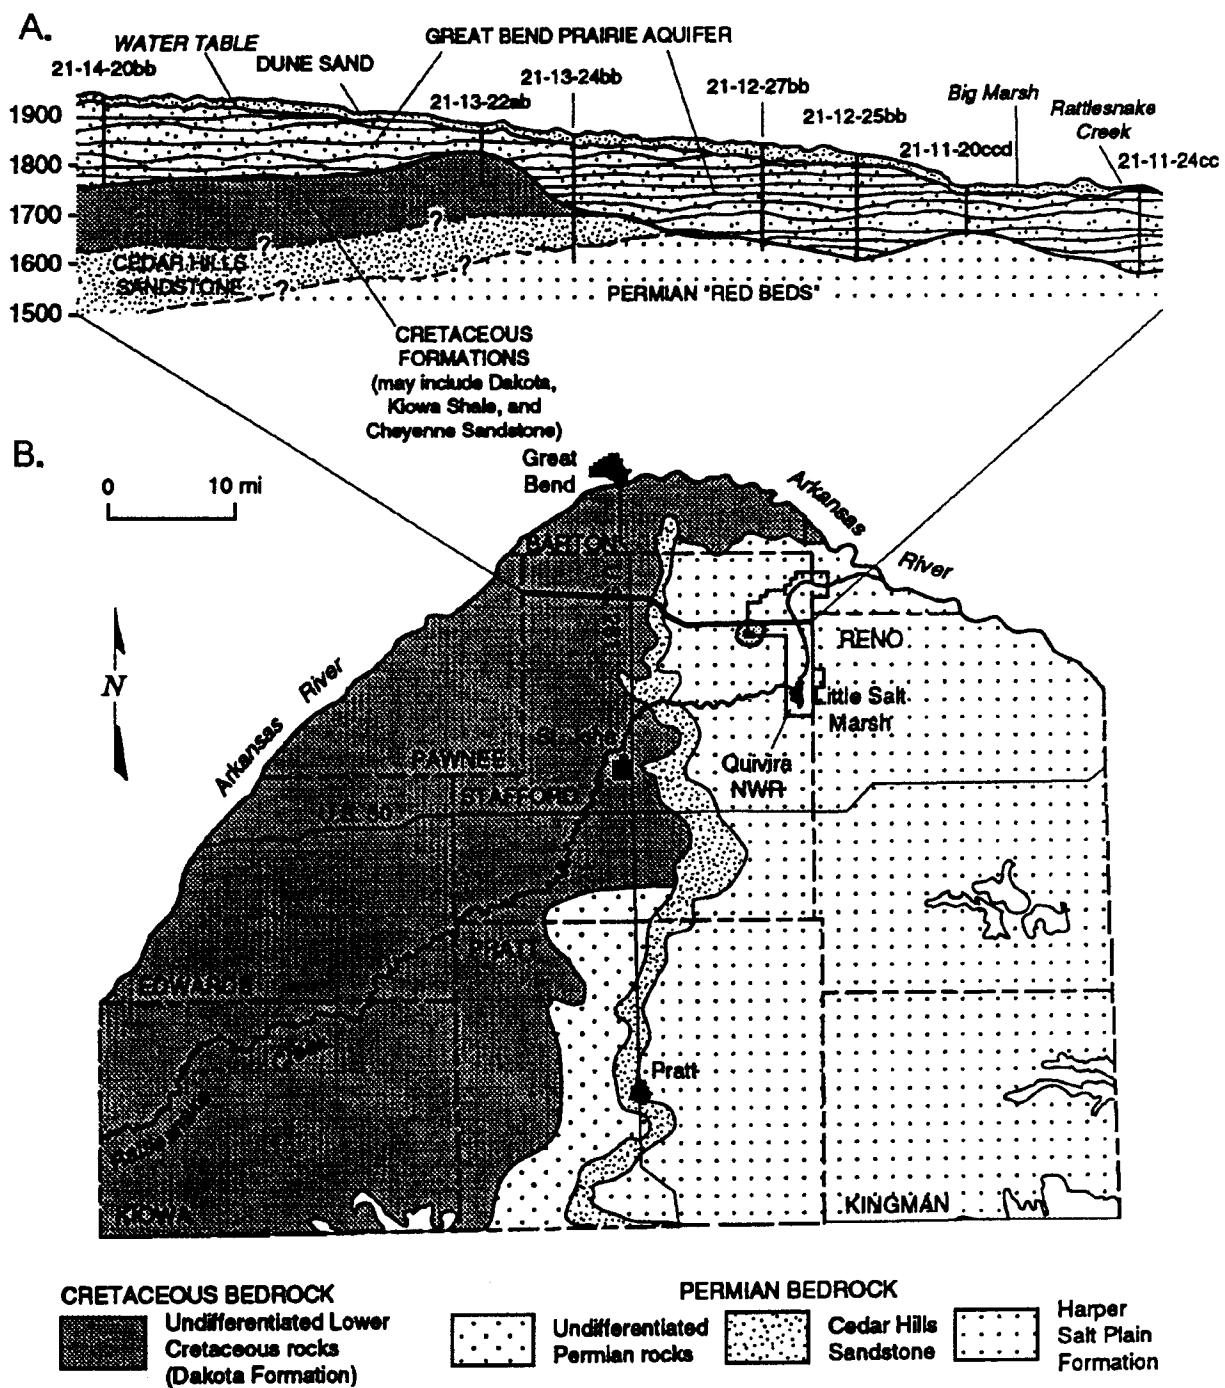 A.
WATER TABLE
GREAT BEND PRAIRIE AQUIFER
21-14-20bb
DUNE SAND
21-13-24bb
21-13-22ab
21-12-27bb
21-12-25bb
Big Marsh
Rattlesnake
Creek
21-11-20ccd
21-11-24cc
1900
1800
1700
1600
1500
?
?
?
?
CEDAR HILLS
SANDSTONE
PERMIAN "RED BEDS"
CRETACEOUS
FORMATIONS
(may include Dakota,
Kiowa Shale, and
Cheyenne Sandstone)
B.
Great
Bend
0 10 mi
Arkansas
River
BARTON
N
RENO
Arkansas
River
Little Salt
Marsh
PAWNEE
Quivira
NWR
STAFFORD
PRATT
EDWARDS
Pratt
KIOWA
KINGMAN
CRETACEOUS BEDROCK
Undifferentiated Lower
Cretaceous rocks
(Dakota Formation)
PERMIAN BEDROCK
Undifferentiated
Permian rocks
Cedar Hills
Sandstone
Harper
Salt Plain
Formation